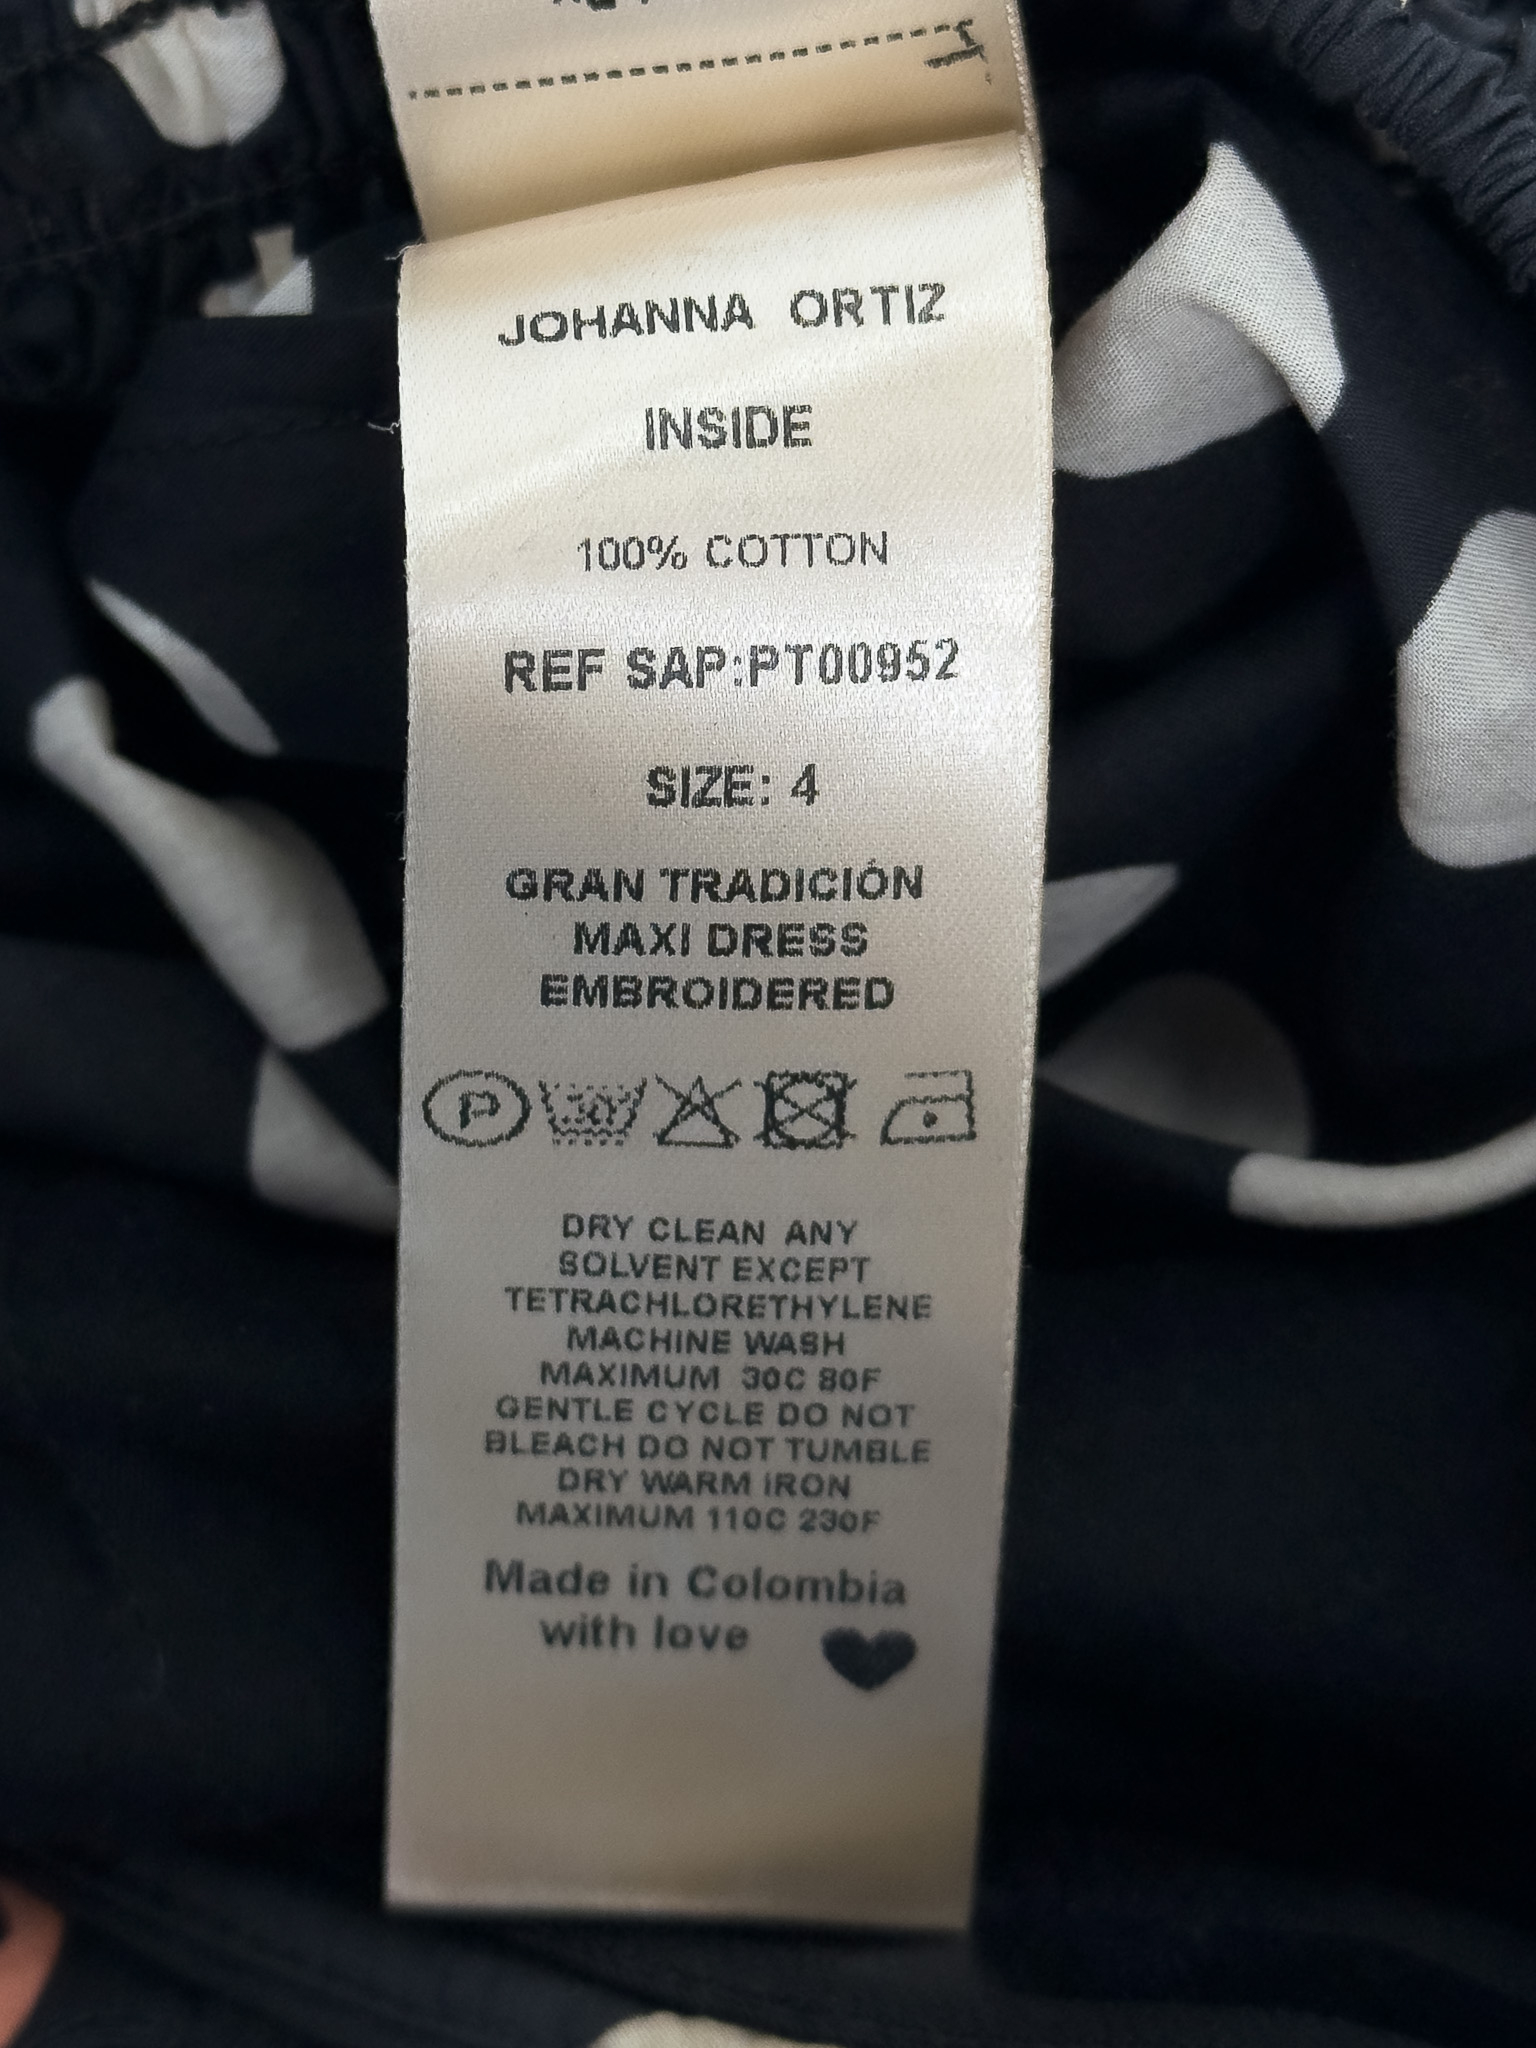 JOHANNA ORTIZ
INSIDE
100% COTTON
REF SAP:PT00952
SIZE: 4
GRAN TRADICIÓN
MAXI DRESS
EMBROIDERED
P 30
DRY CLEAN ANY
SOLVENT EXCEPT
TETRACHLORETHYLENE
MACHINE WASH
MAXIMUM 30C 80F
GENTLE CYCLE DO NOT
BLEACH DO NOT TUMBLE
DRY WARM IRON
MAXIMUM 110C 230F
Made in Colombia
with love